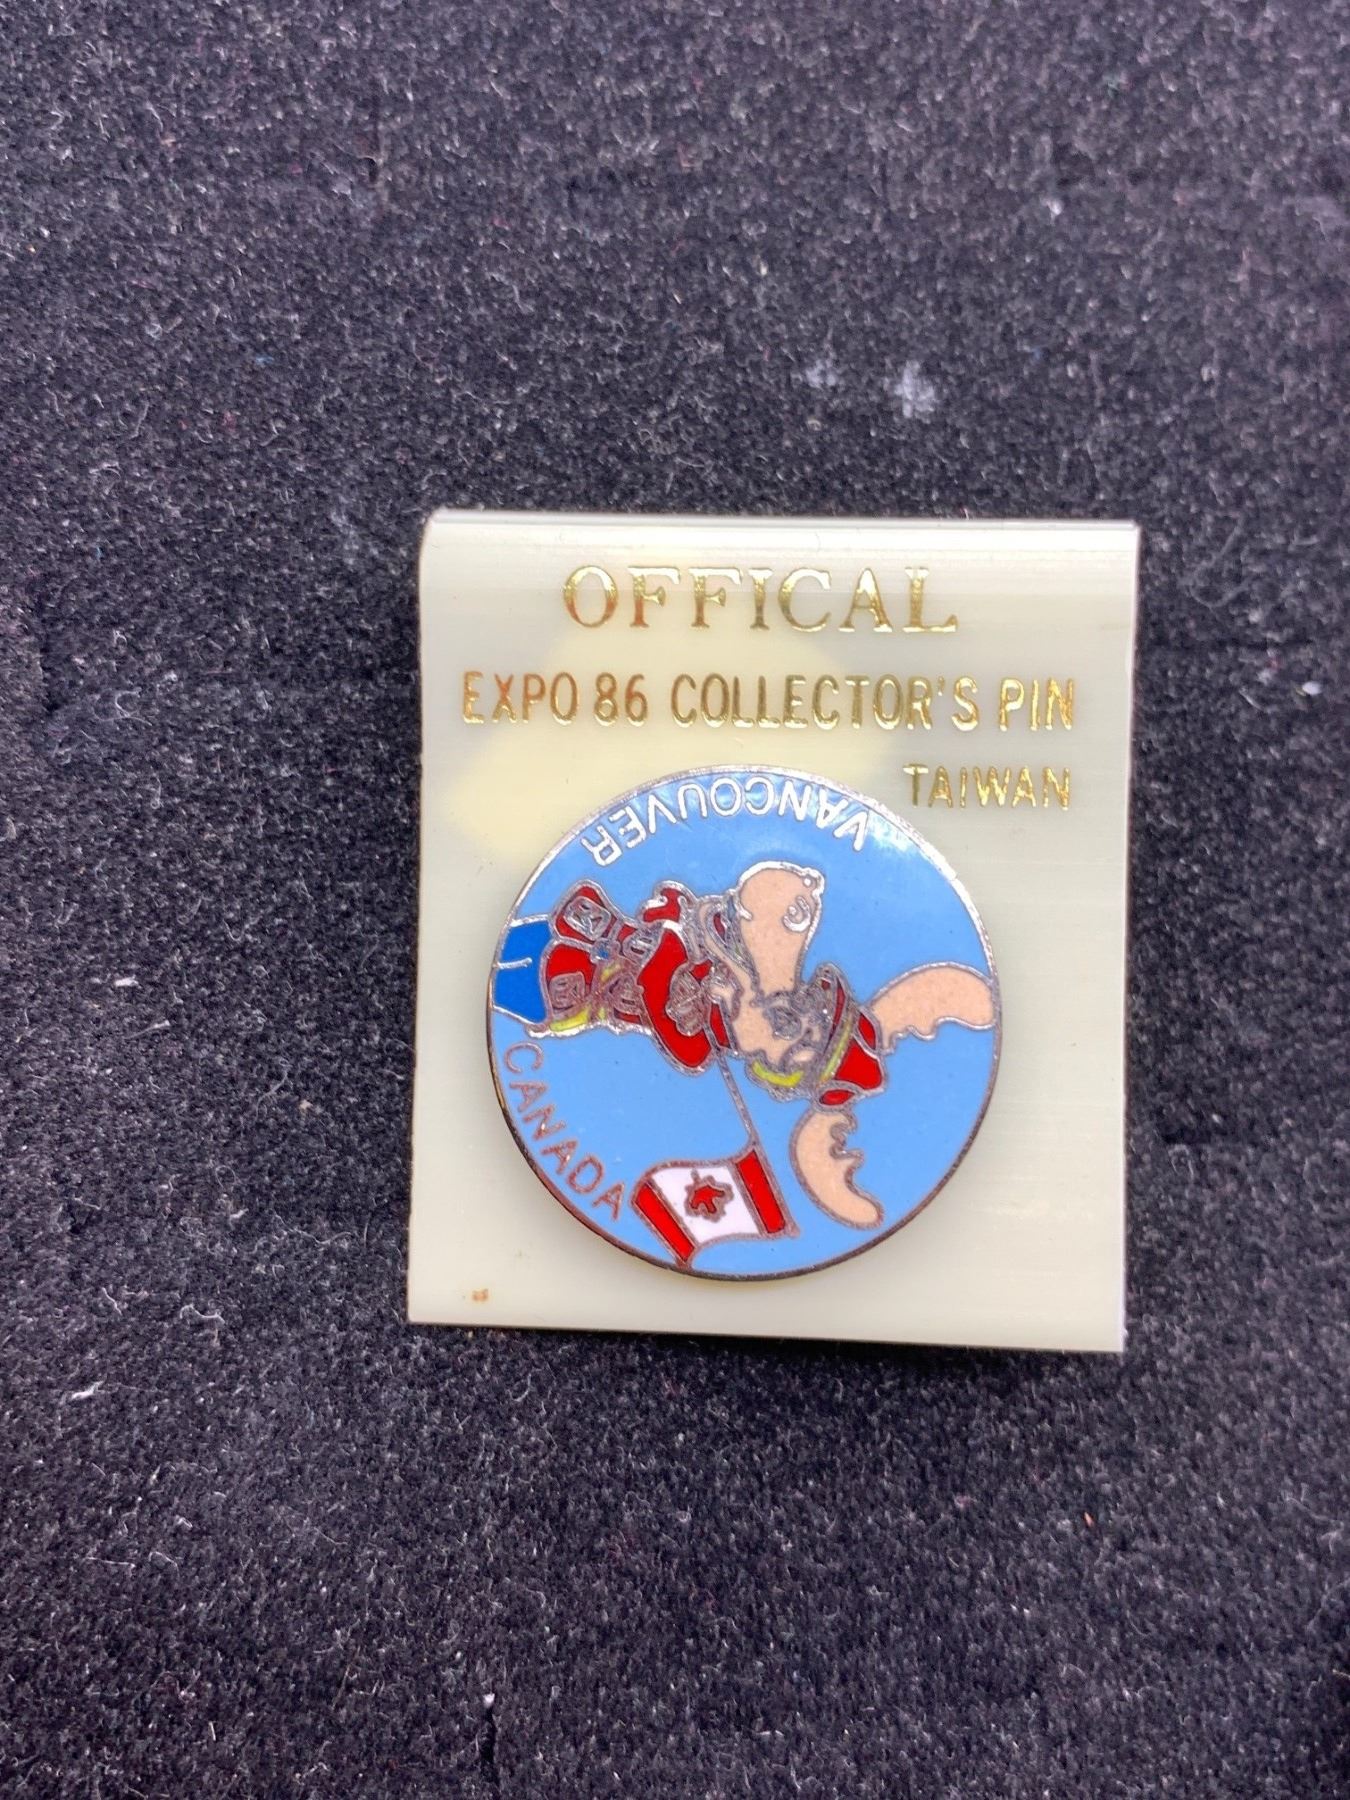 OFFICAL
EXPO 86 COLLECTOR'S PIN
TAIWAN
VANCOUVER
CANADA